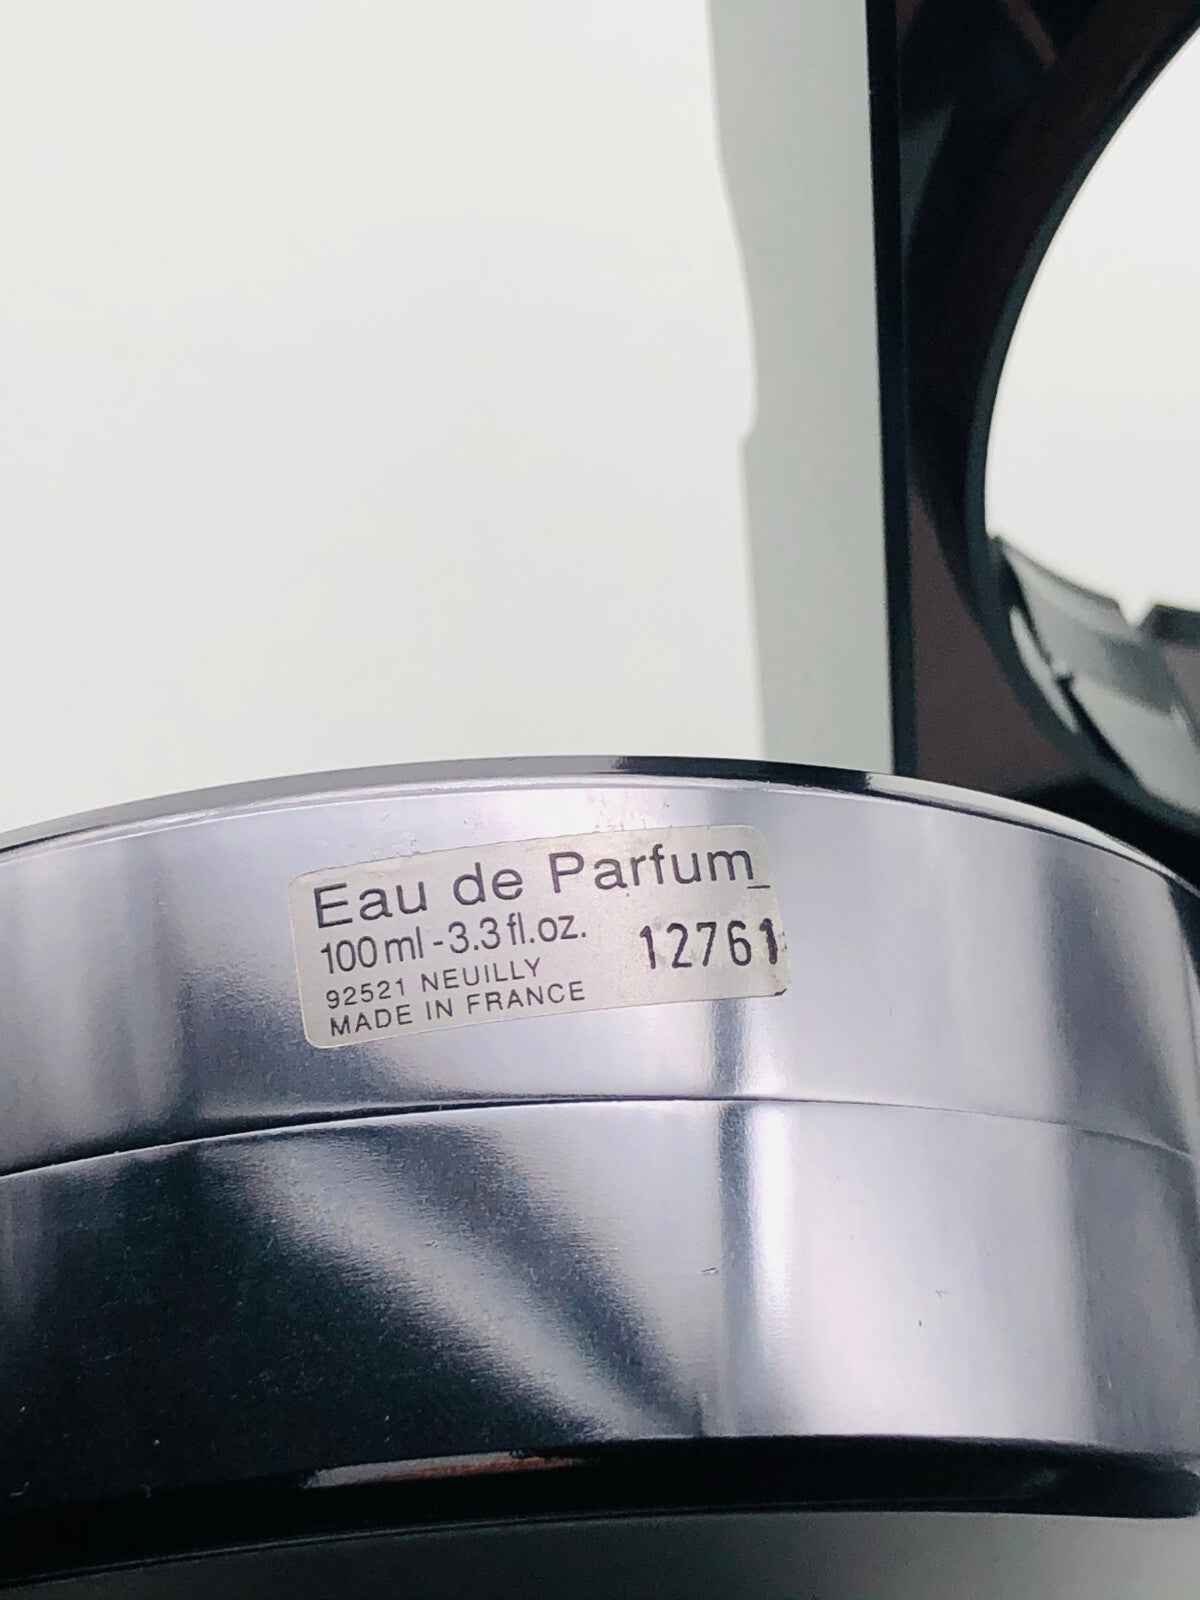 Eau de Parfum
100 ml - 3.3 fl.oz. 12761
92521 NEUILLY
MADE IN FRANCE